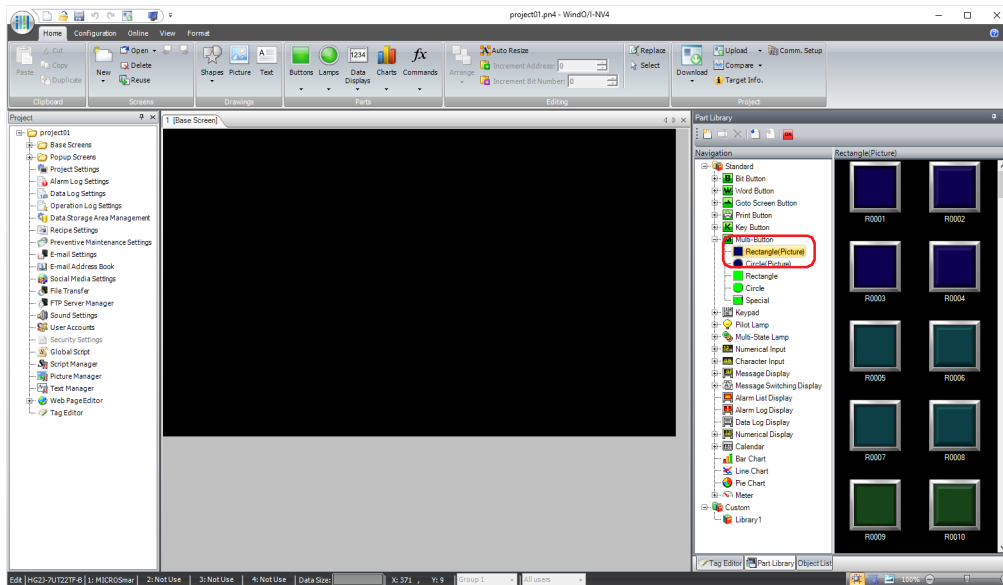 project01.pn4 - WindO/I-NV4
Home Configuration Online View Format
Paste
Cut
Copy
Duplicate
Clipboard
New
Open
Delete
Reuse
Screens
Shapes Picture Text
Drawings
1234
fx
Buttons Lamps Data Displays Charts Commands
Parts
Arrange
Auto Resize
Increment Address: 0
Increment Bit Number: 0
Replace
Select
Editing
Download
Upload
Compare
Target Info.
Comm. Setup
Project
Project
project01
Base Screens
Popup Screens
Project Settings
Alarm Log Settings
Data Log Settings
Operation Log Settings
Data Storage Area Management
Recipe Settings
Preventive Maintenance Settings
E-mail Settings
E-mail Address Book
Social Media Settings
File Transfer
FTP Server Manager
Sound Settings
User Accounts
Security Settings
Global Script
Script Manager
Picture Manager
Text Manager
Web PageEditor
Tag Editor
1 [Base Screen]
Part Library
Navigation
Standard
Bit Button
Word Button
Goto Screen Button
Print Button
Key Button
Multi-Button
Rectangle(Picture)
Circle(Picture)
Rectangle
Circle
Special
Keypad
Pilot Lamp
Multi-State Lamp
Numerical Input
Character Input
Message Display
Message Switching Display
Alarm List Display
Alarm Log Display
Data Log Display
Numerical Display
Calendar
Bar Chart
Line Chart
Pie Chart
Meter
Custom
Library1
Rectangle(Picture)
R0001 R0002
R0003 R0004
R0005 R0006
R0007 R0008
R0009 R0010
Tag Editor Part Library Object List
Edit HG2J-7UT22TF-B 1: MICROSmar 2: Not Use 3: Not Use 4: Not Use Data Size: X: 371 , Y: 9 Group 1 All users 100%